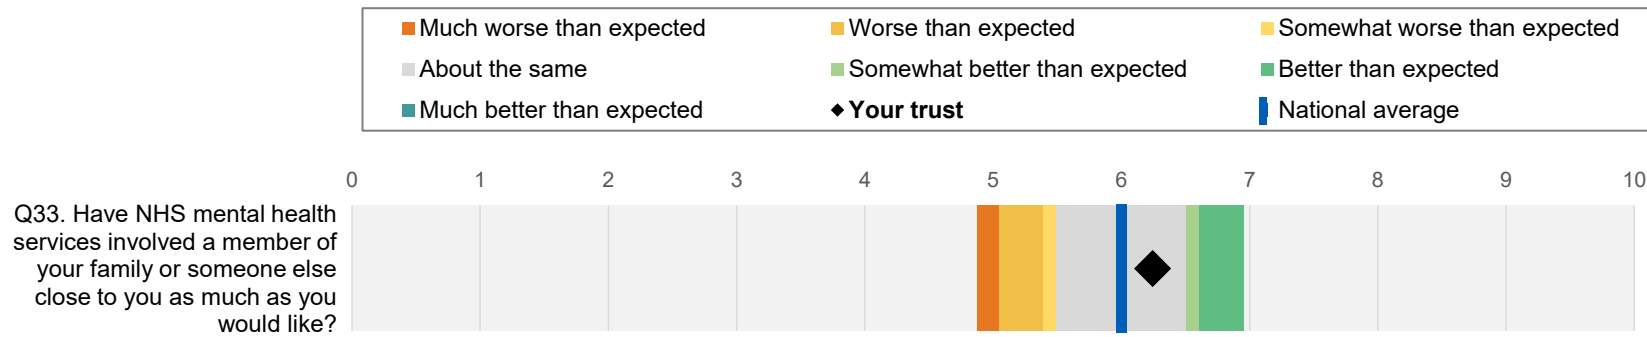 Much worse than expected
Worse than expected
Somewhat worse than expected
About the same
Somewhat better than expected
Better than expected
Much better than expected
Your trust
National average
0 1 2 3 4 5 6 7 8 9 10
Q33. Have NHS mental health
services involved a member of
your family or someone else
close to you as much as you
would like?